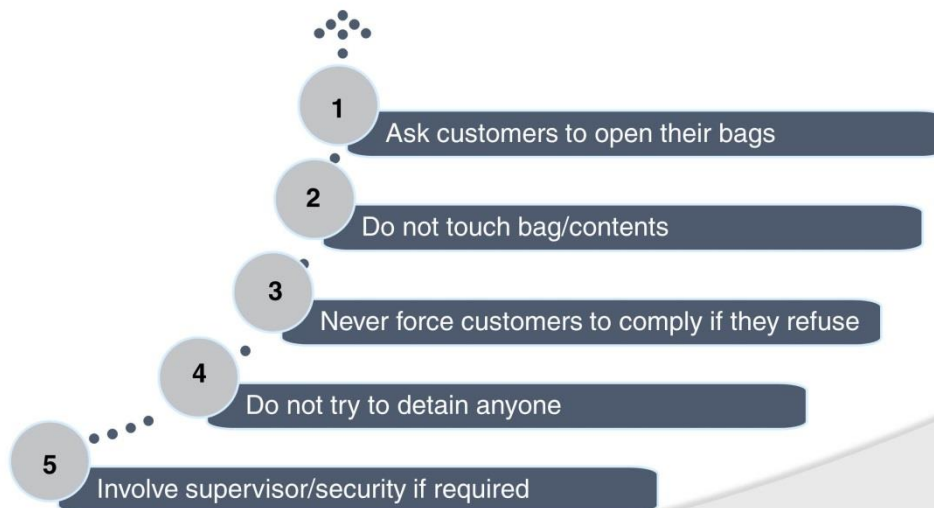 1
Ask customers to open their bags
2
Do not touch bag/contents
3
Never force customers to comply if they refuse
4
Do not try to detain anyone
5
Involve supervisor/security if required